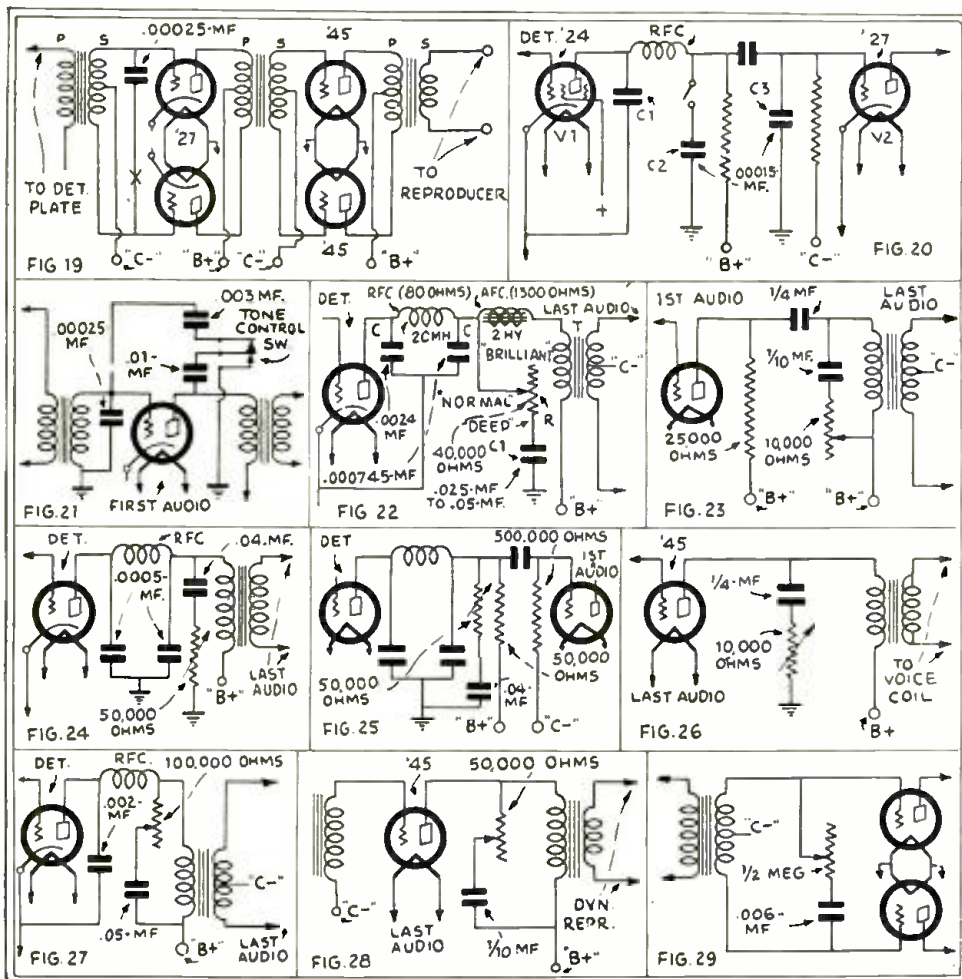 .00025-MF
P
S
'45
P
S
P
S
'27
X
TO DET.
PLATE
TO
REPRODUCER
'45
"C-"
"B+"
"C-"
"B+"
FIG 19
DET. '24
RFC
'27
C1
C3
V1
V2
C2
.00015-
MF.
+
"B+"
"C-"
FIG.20
.00025
MF
.003 MF.
TONE
CONTROL
SW.
.01-
MF
FIRST AUDIO
FIG.21
DET.
RFC (80 OHMS)
AFC.(1300 OHMS)
LAST AUDIO
C
2CMH
C
2 HY
T
"BRILLIANT"
"C-"
"NORMAL"
.0024
MF
"DEEP"
R
40,000
OHMS
C1
.000745-MF
.025-MF
TO .05-MF.
"B+"
FIG 22
1ST AUDIO
1/4 MF
LAST
AUDIO
1/10 MF.
"C-"
25,000
OHMS
10,000
OHMS
"B+"
"B+"
FIG.23
DET.
RFC
.04-MF.
.0005-
MF.
50,000
OHMS
"B+"
LAST
AUDIO
FIG.24
DET
500,000 OHMS
1ST
AUDIO
50,000
OHMS
50,000
OHMS
.04-
MF
"B+"
"C-"
FIG.25
'45
1/4-MF
10,000
OHMS
LAST AUDIO
TO
VOICE
COIL
B+
FIG.26
DET.
RFC.
100,000 OHMS
.002-
MF
"C-"
.05-MF
"B+"
LAST
AUDIO
FIG.27
'45
50,000 OHMS
"C-"
LAST
AUDIO
1/10 MF
DYN.
REPR.
"B+"
FIG.28
"C-"
1/2 MEG
.006-
MF
FIG.29